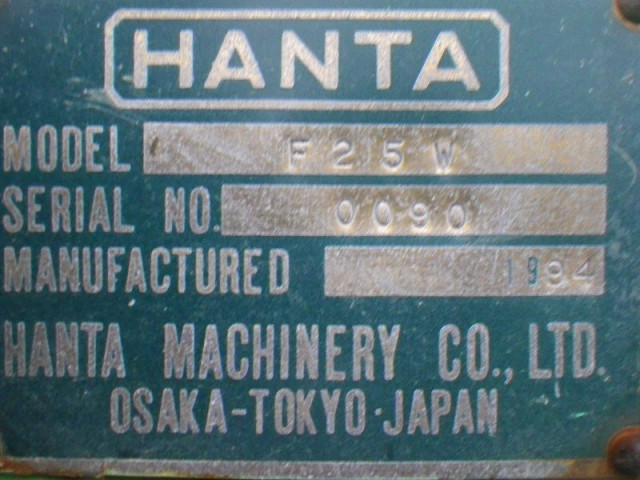 HANTA
MODEL F25W
SERIAL NO. 0090
MANUFACTURED 1994
HANTA MACHINERY CO., LTD.
OSAKA-TOKYO·JAPAN